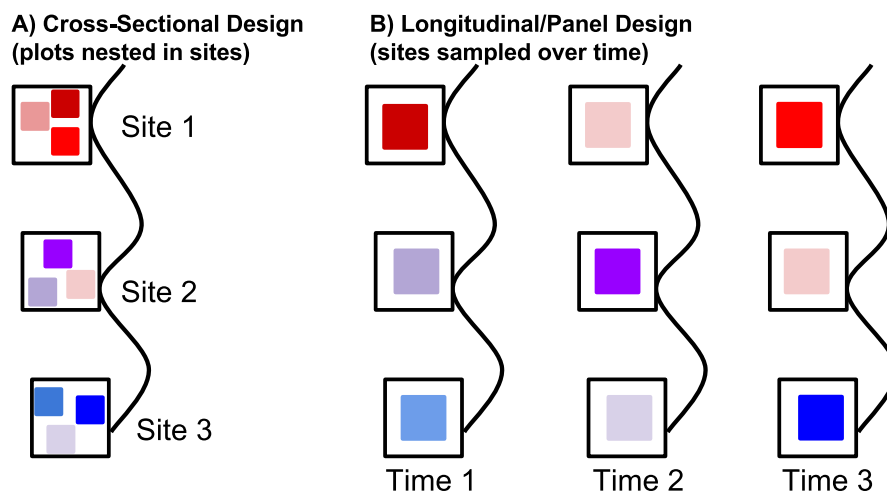 A) Cross-Sectional Design
(plots nested in sites)
B) Longitudinal/Panel Design
(sites sampled over time)
Site 1
Site 2
Site 3
Time 1
Time 2
Time 3